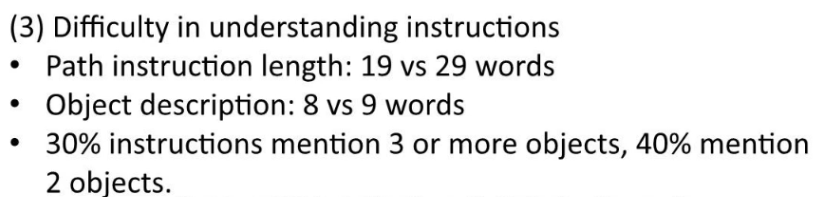 (3) Difficulty in understanding instructions
• Path instruction length: 19 vs 29 words
• Object description: 8 vs 9 words
• 30% instructions mention 3 or more objects, 40% mention
2 objects.